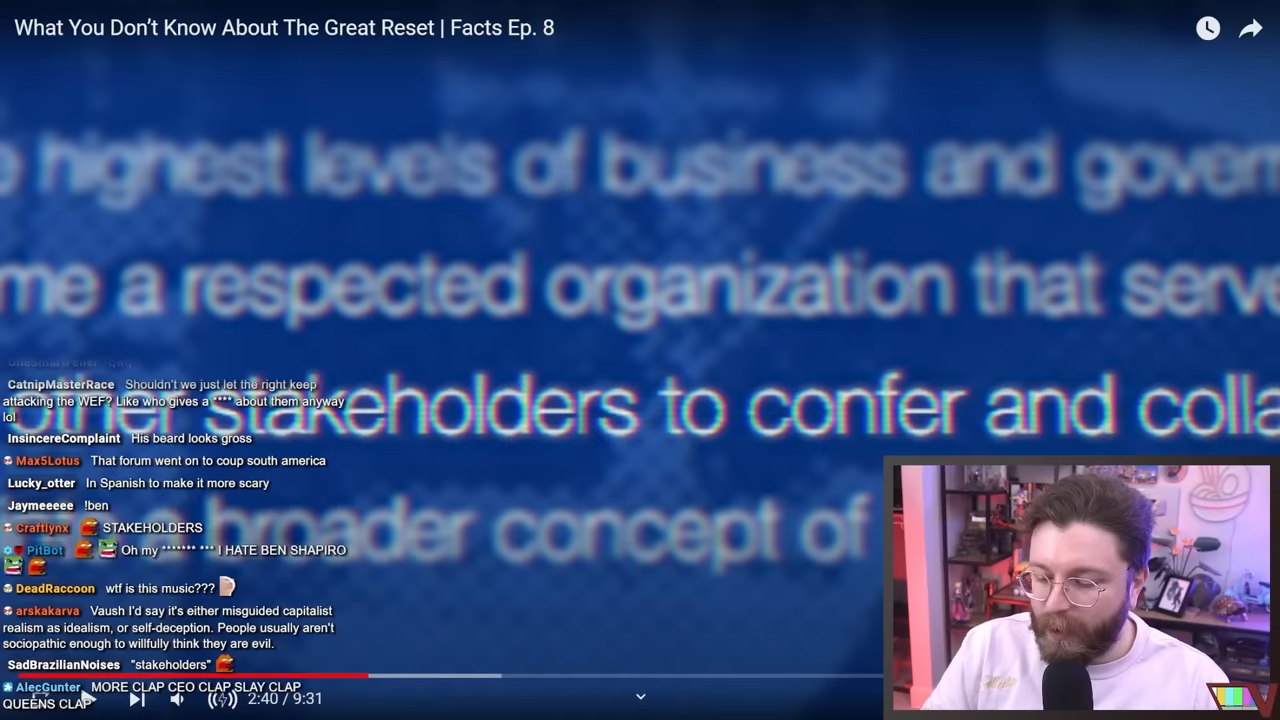 What You Don't Know About The Great Reset | Facts Ep. 8
highest levels of business and govern
me a respected organization that serve
other stakeholders to confer and colla
a broader concept of
CatnipMasterRace Shouldn't we just let the right keep
attacking the WEF? Like who gives a **** about them anyway
lol
InsincereComplaint His beard looks gross
Max5Lotus That forum went on to coup south america
Lucky_otter In Spanish to make it more scary
Jaymeeeee !ben
Craftlynx STAKEHOLDERS
PitBot Oh my ******* *** I HATE BEN SHAPIRO
DeadRaccoon wtf is this music???
arskakarva Vaush I'd say it's either misguided capitalist
realism as idealism, or self-deception. People usually aren't
sociopathic enough to willfully think they are evil.
SadBrazilianNoises "stakeholders"
AlecGunter MORE CLAP CEO CLAP SLAY CLAP
QUEENS CLAP
2:40 / 9:31